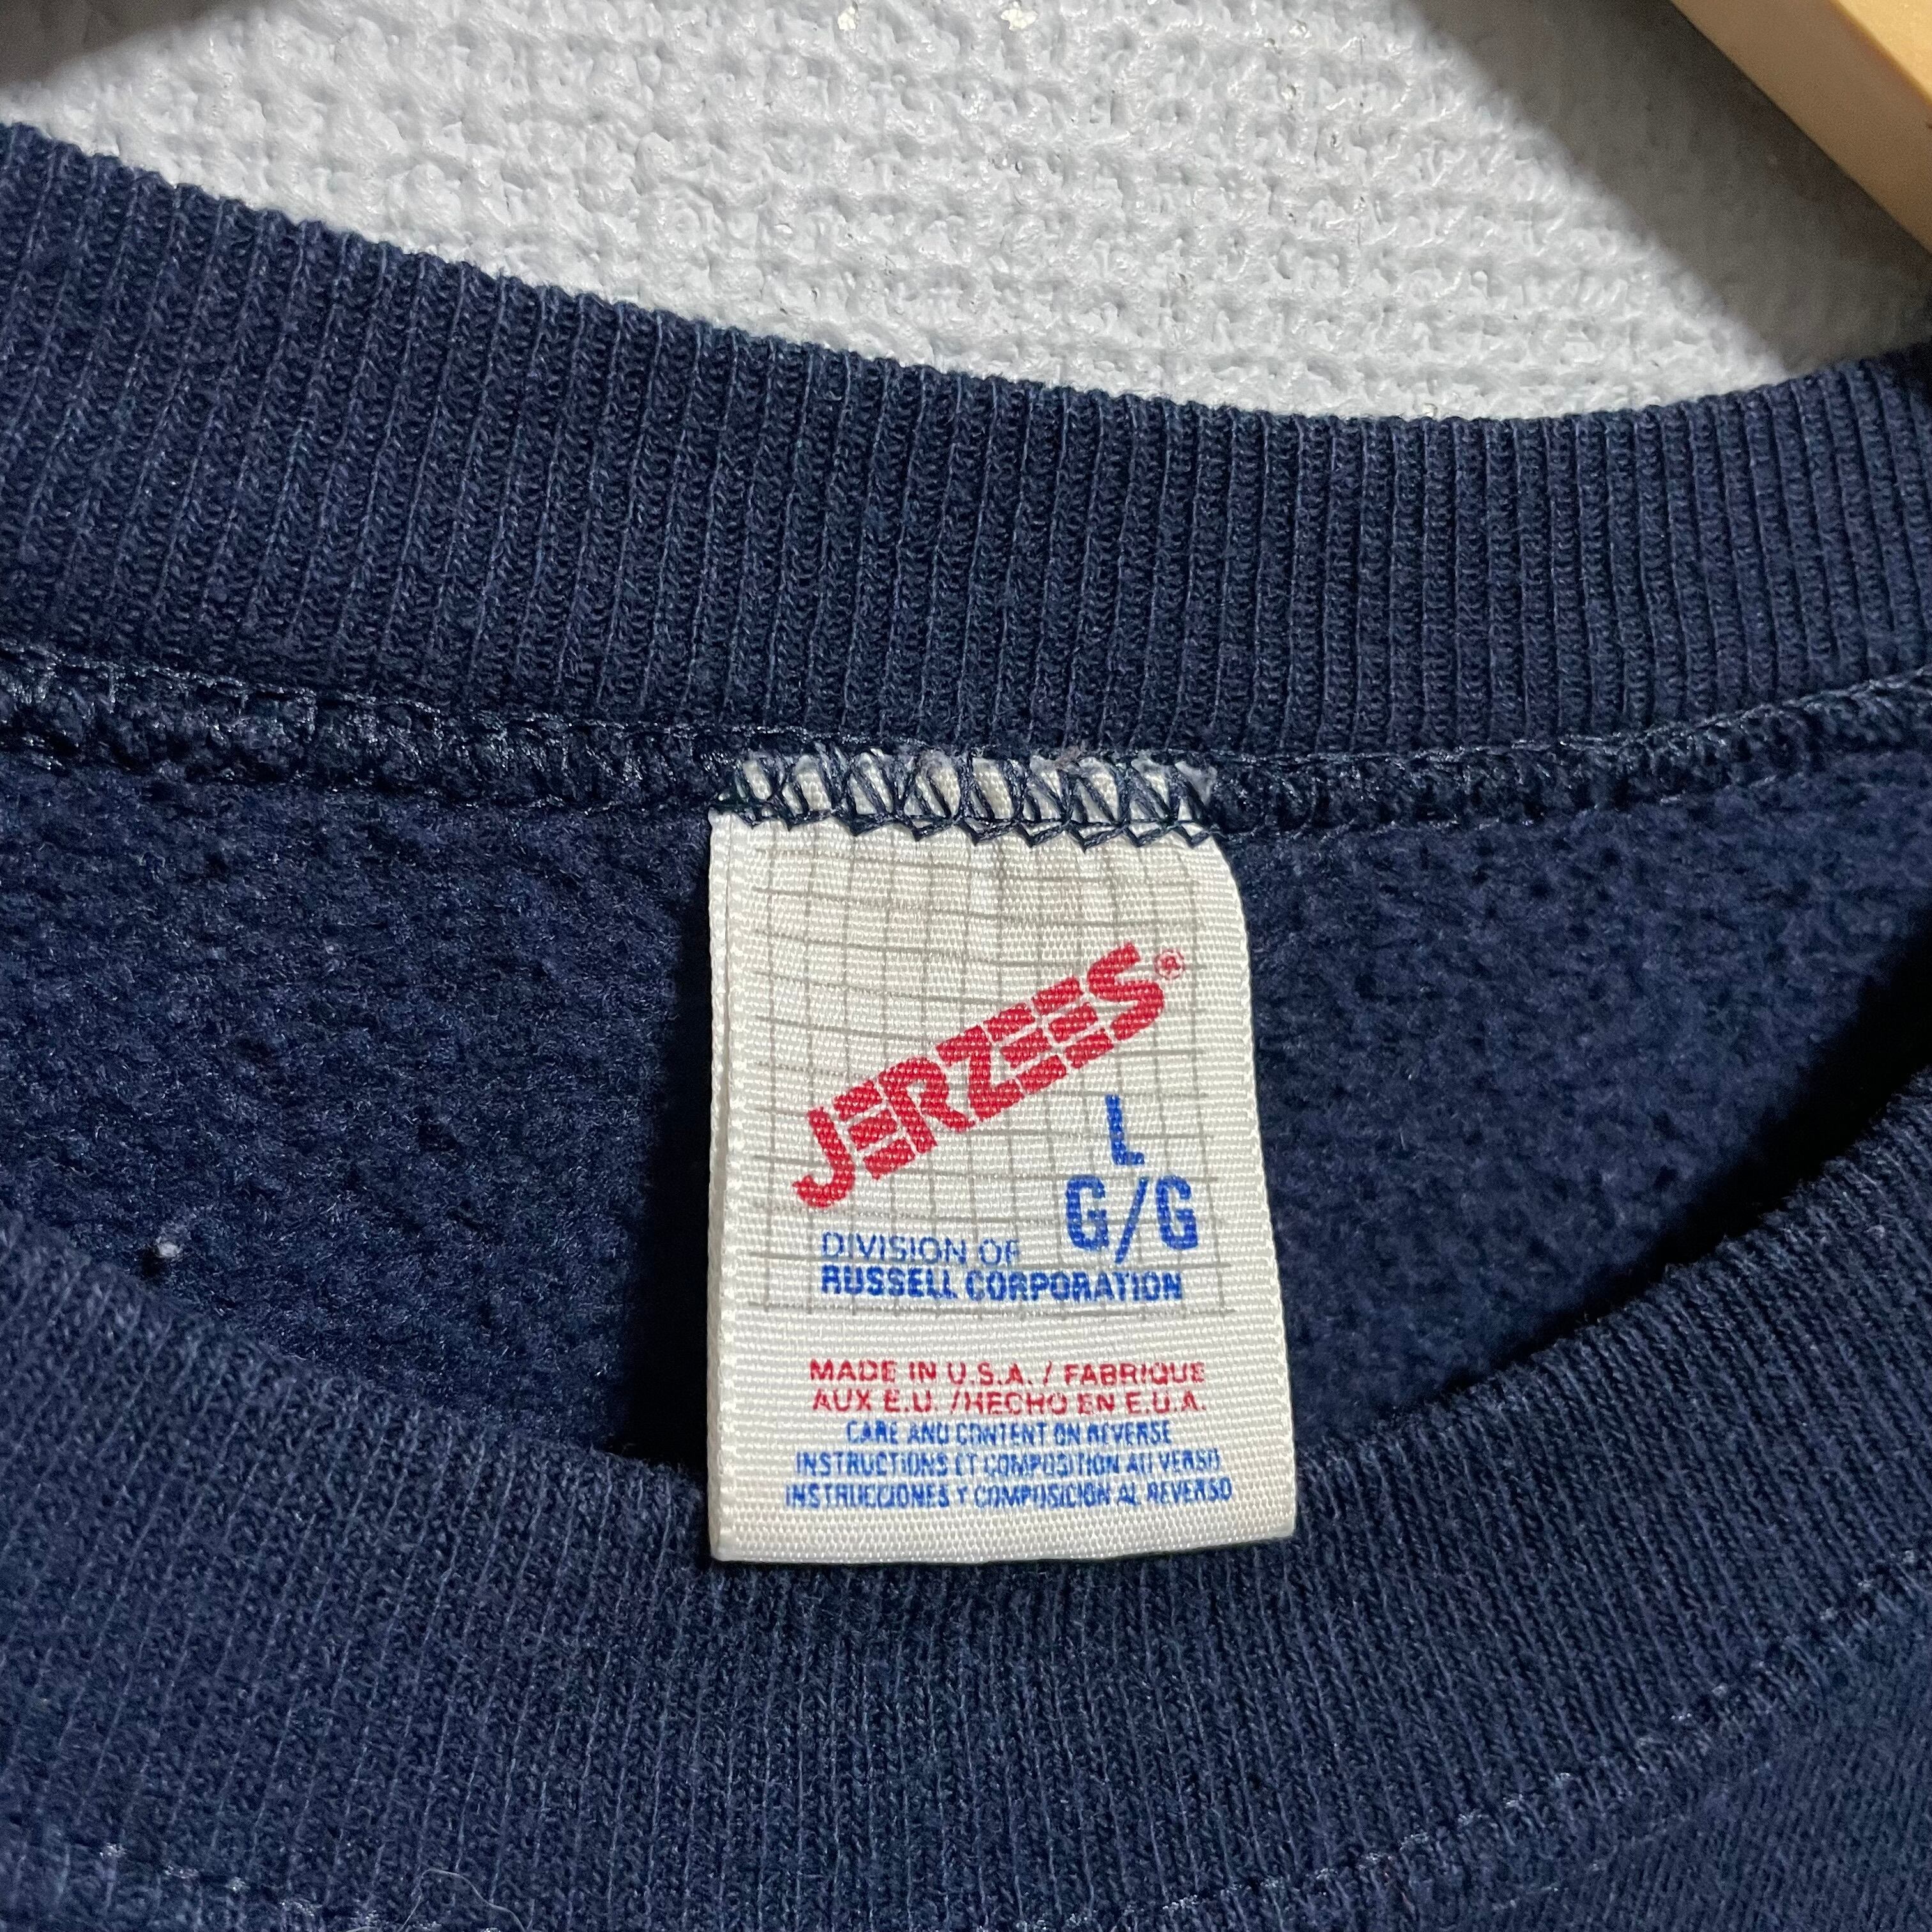 JERZEES®
L
G/G
DIVISION OF
RUSSELL CORPORATION
MADE IN U.S.A. / FABRIQUE
AUX E.U. /HECHO EN E.U.A.
CARE AND CONTENT ON REVERSE
INSTRUCTIONS ET COMPOSITION AU VERSO
INSTRUCCIONES Y COMPOSICION AL REVERSO